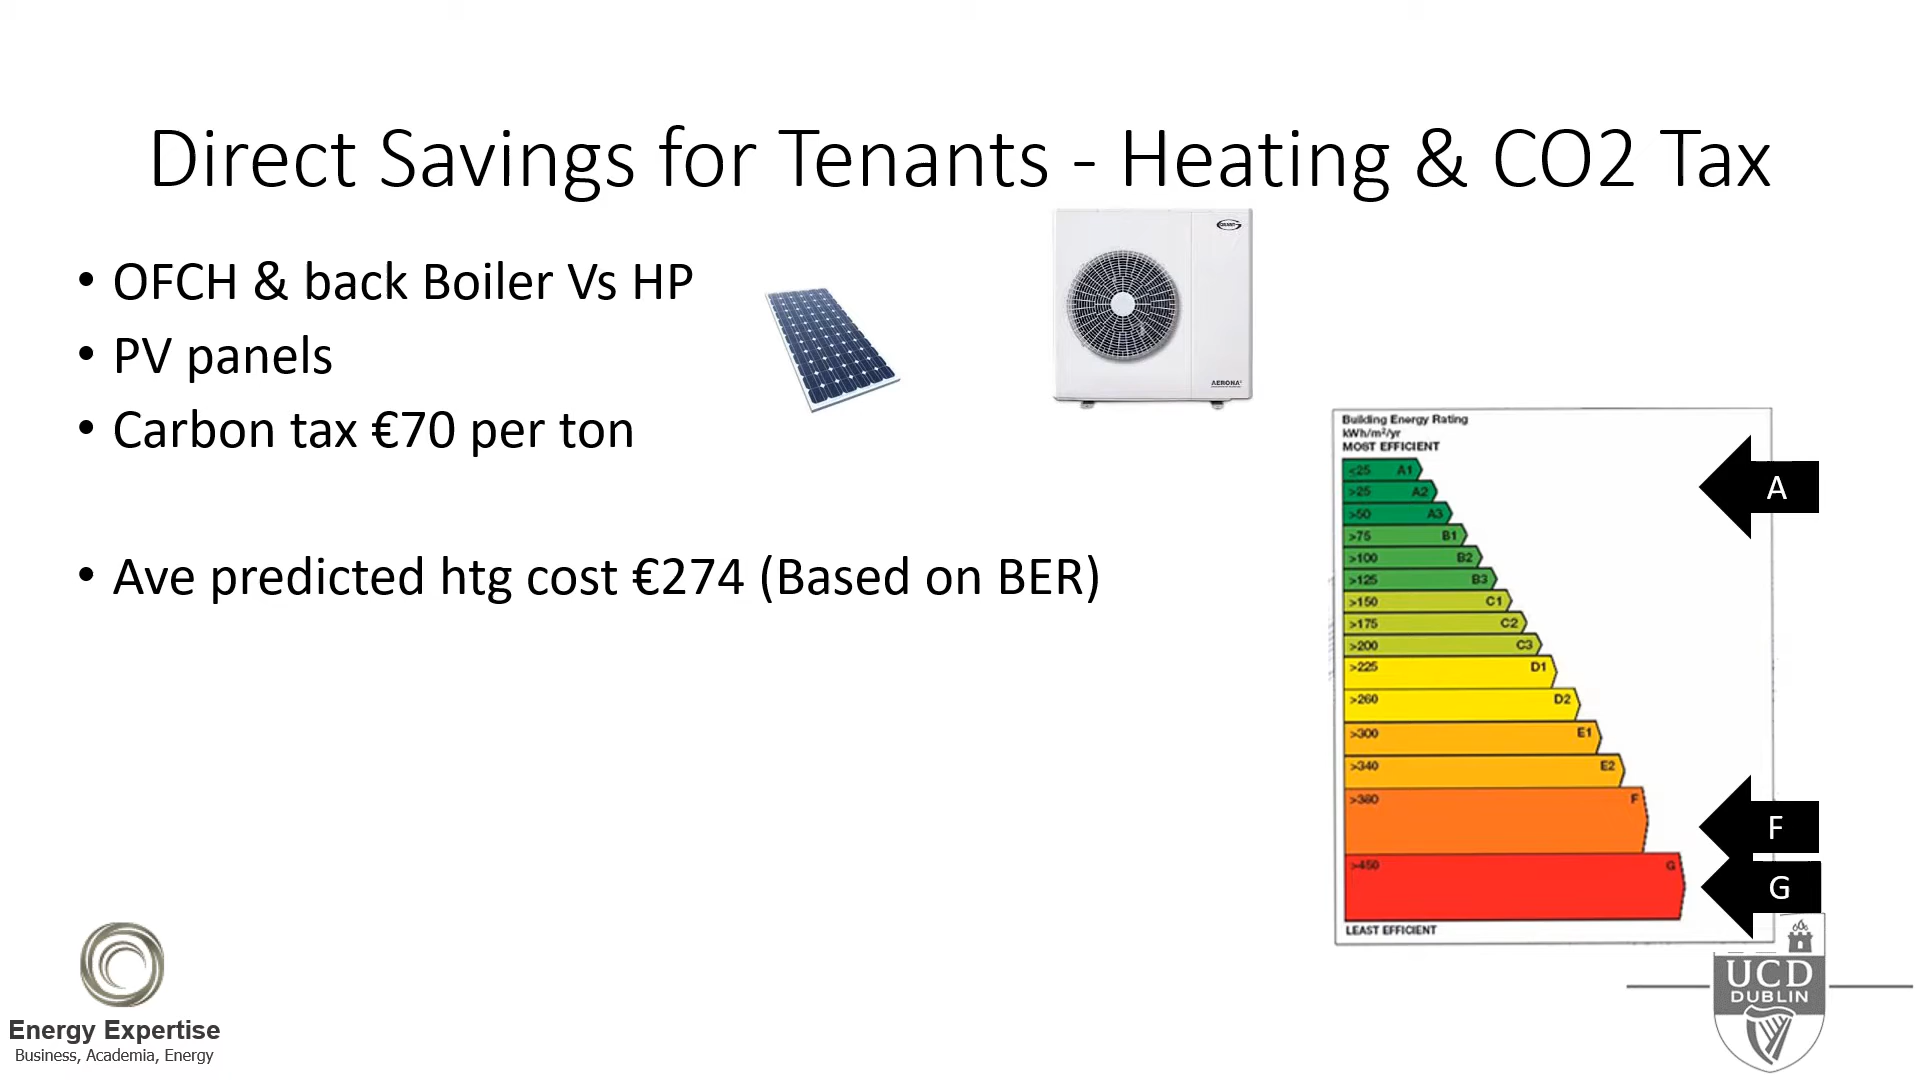 Direct Savings for Tenants - Heating & CO2 Tax
• OFCH & back Boiler Vs HP
• PV panels
• Carbon tax €70 per ton
• Ave predicted htg cost €274 (Based on BER)
GRANT
AERONA³
Building Energy Rating
kWh/m²/yr
MOST EFFICIENT
≤25 A1
>25 A2
>50 A3
>75 B1
>100 B2
>125 B3
>150 C1
>175 C2
>200 C3
>225 D1
>260 D2
>300 E1
>340 E2
>380 F
>450 G
LEAST EFFICIENT
A
F
G
Energy Expertise
Business, Academia, Energy
UCD
DUBLIN